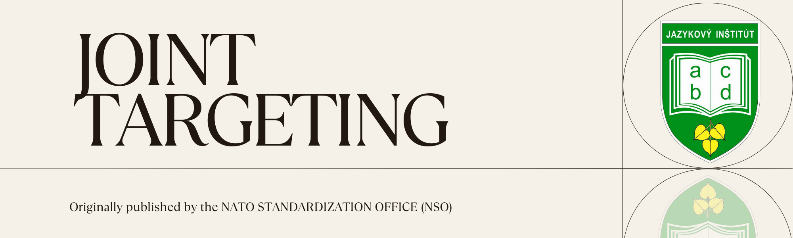 JOINT
TARGETING
Originally published by the NATO STANDARDIZATION OFFICE (NSO)
JAZYKOVÝ INŠTITÚT
a c
b d